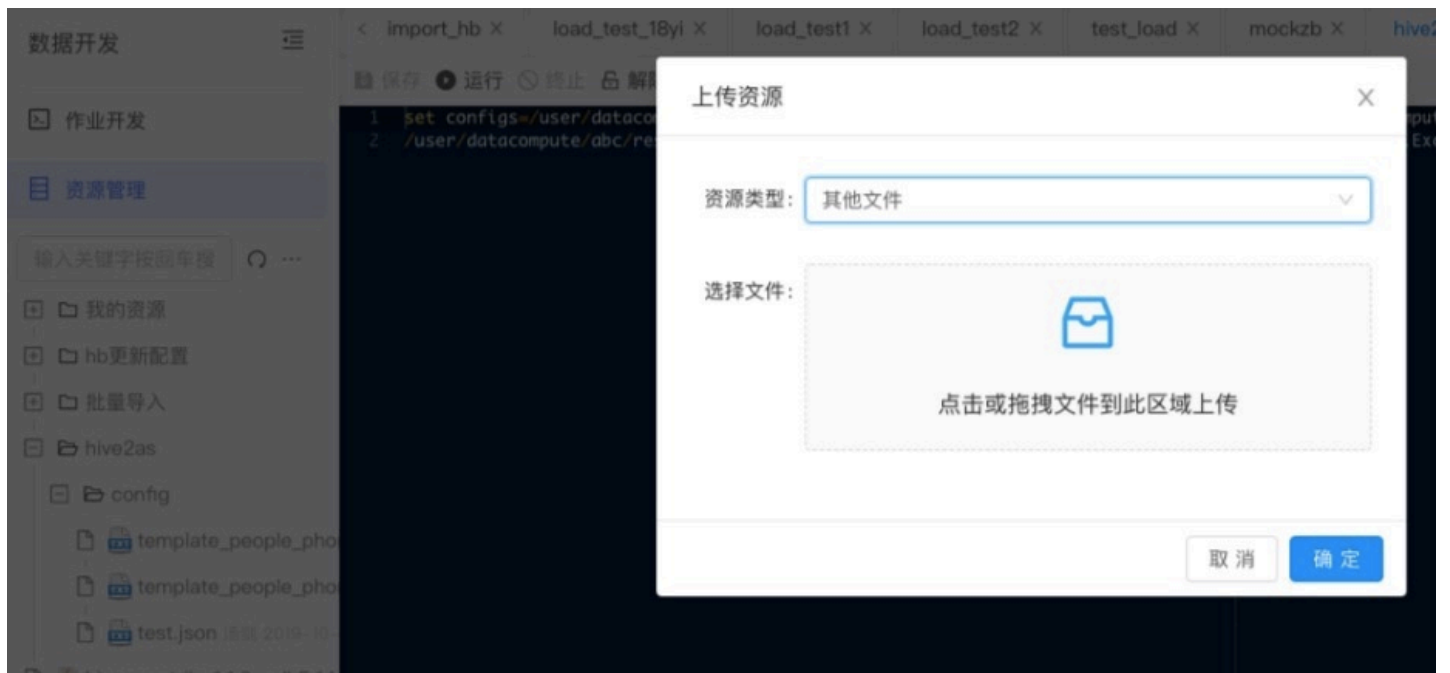 数据开发
import_hb
load_test_18yi
load_test1
load_test2
test_load
mockzb
保存
运行
终止
1 set configs=/user/datacom
2 /user/datacompute/abc/re
作业开发
资源管理
输入关键字按回车搜
我的资源
hb更新配置
批量导入
hive2as
config
template_people_pho
template_people_pho
test.json
上传资源
资源类型:
其他文件
选择文件:
点击或拖拽文件到此区域上传
取 消
确 定